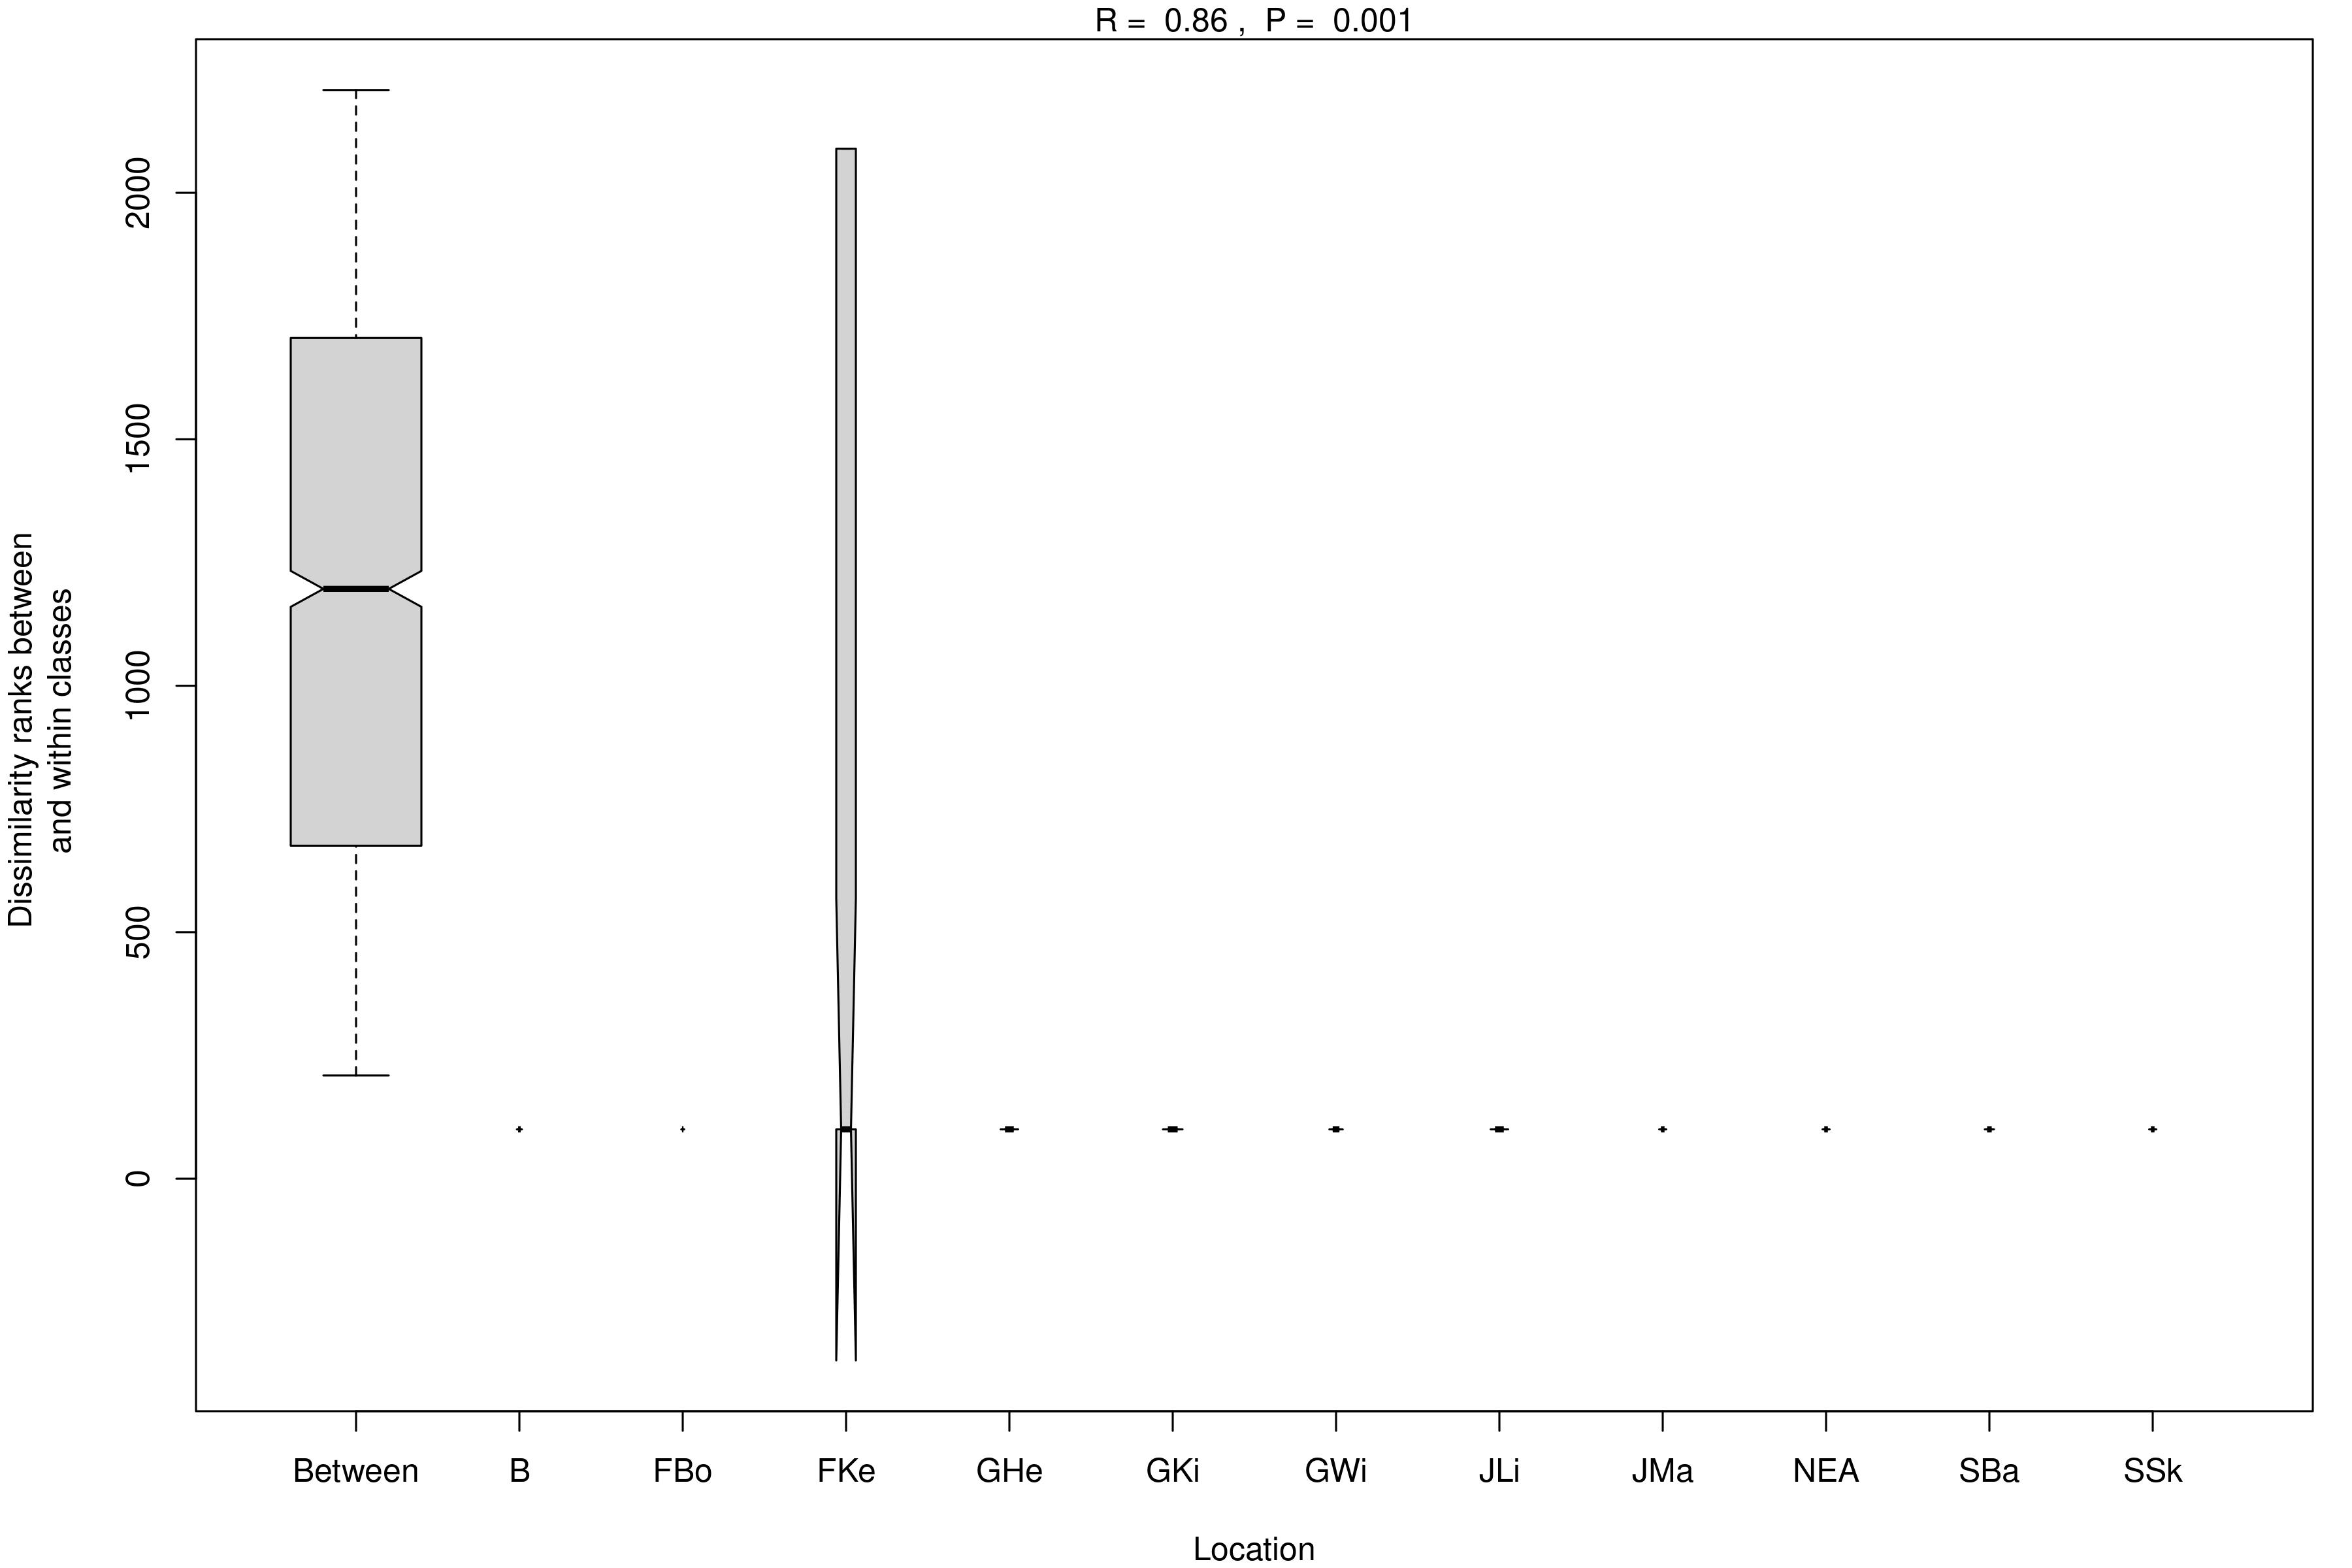 R =  0.86 ,  P =  0.001
Dissimilarity ranks between
and within classes
2000
1500
1000
500
0
Between B FBo FKe GHe GKi GWi JLi JMa NEA SBa SSk
Location